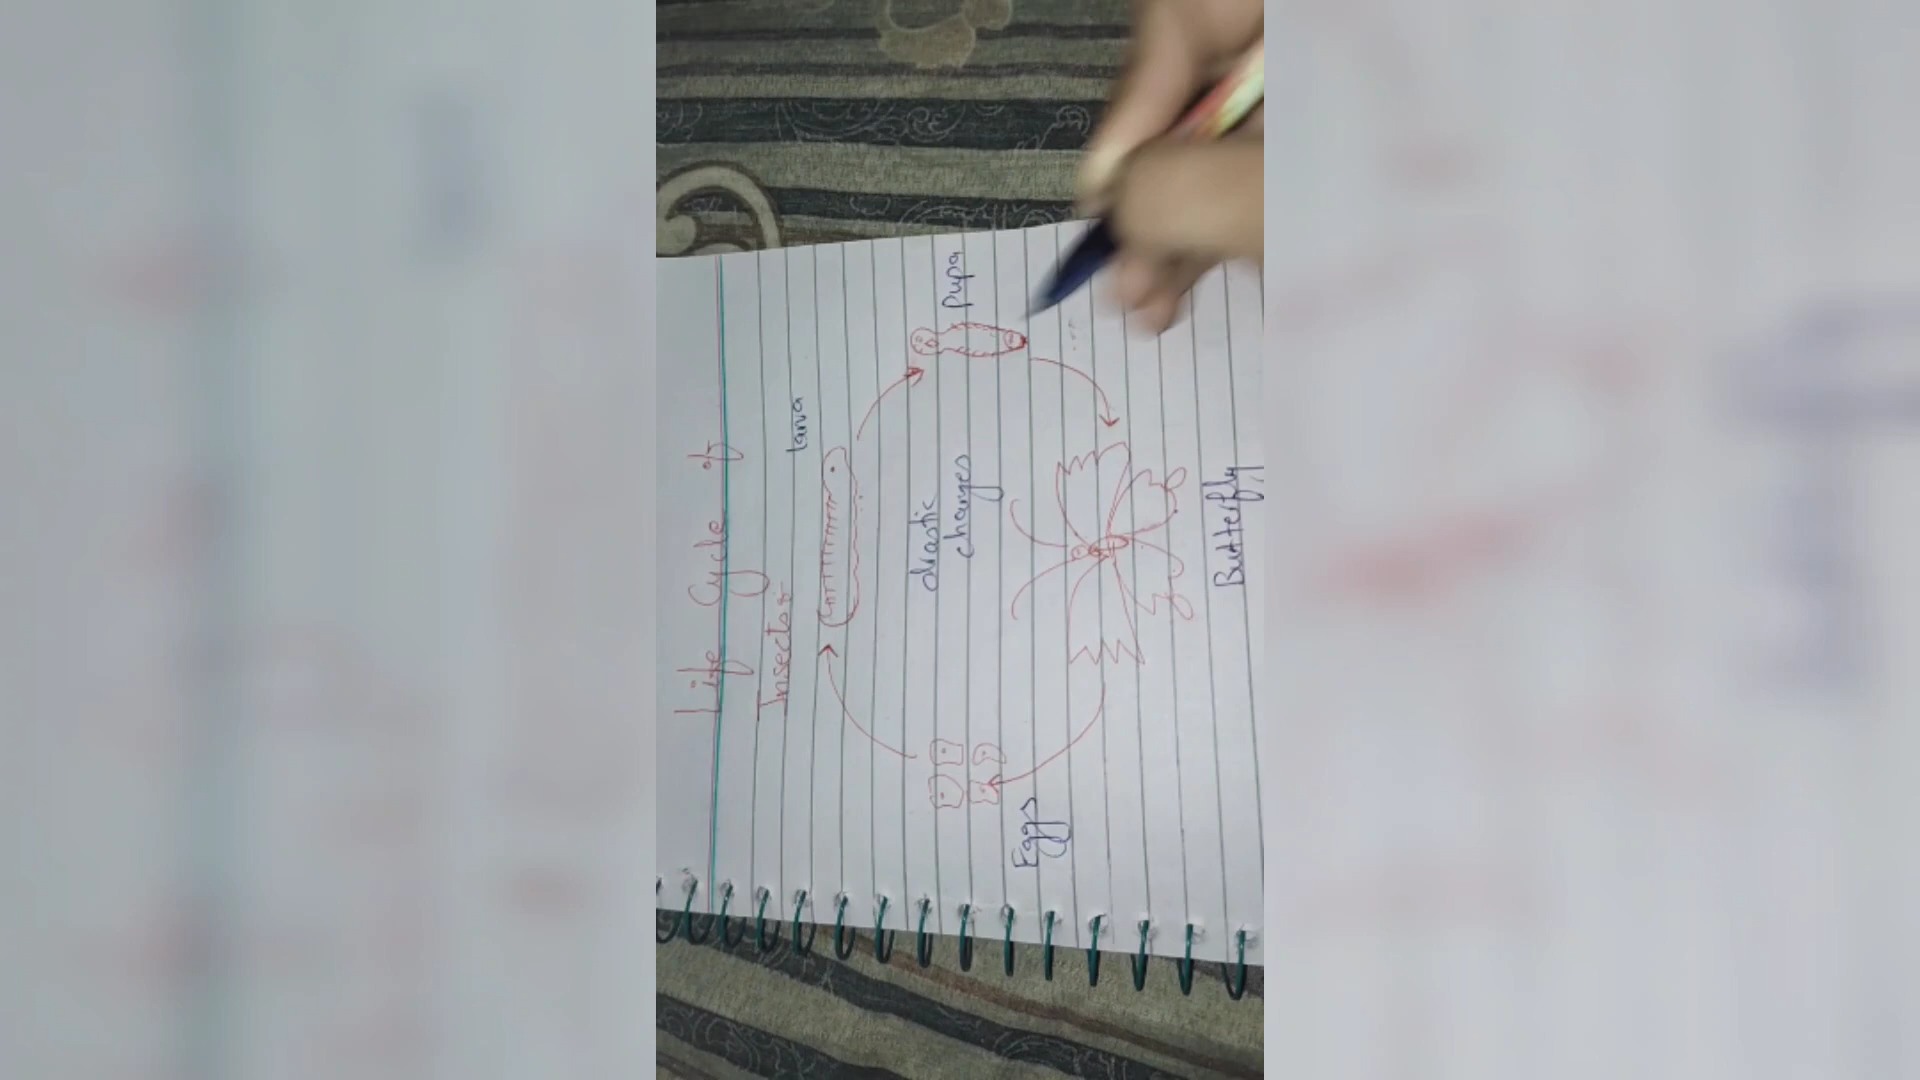 Life Cycle of
Insects
larva
Pupa
drastic
changes
Eggs
Butterfly